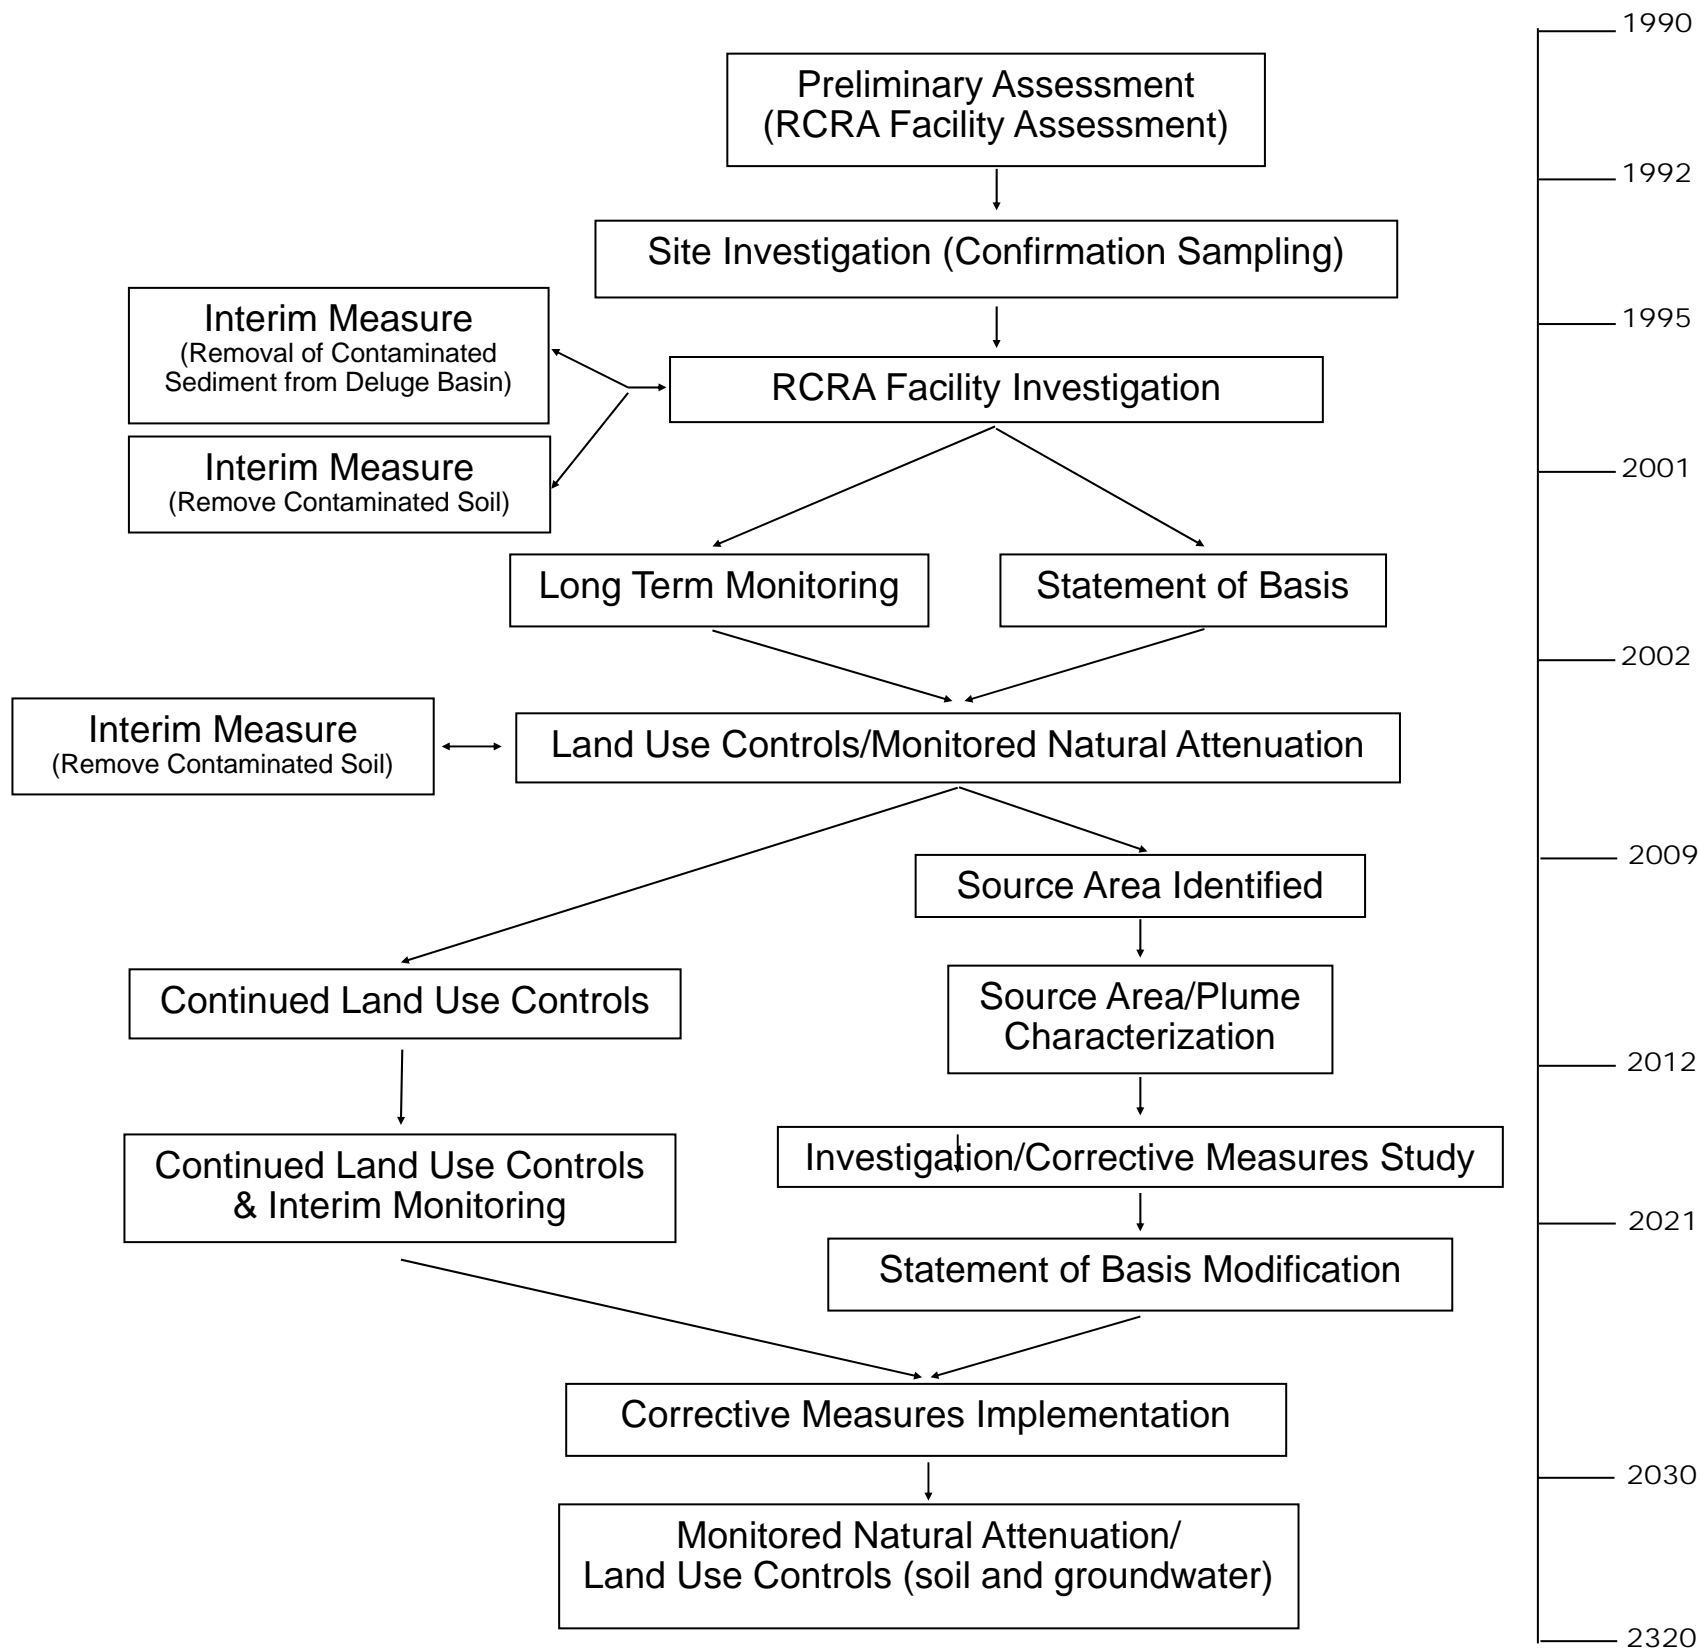 1990
Preliminary Assessment
(RCRA Facility Assessment)
1992
Site Investigation (Confirmation Sampling)
Interim Measure
(Removal of Contaminated
Sediment from Deluge Basin)
1995
RCRA Facility Investigation
Interim Measure
(Remove Contaminated Soil)
2001
Long Term Monitoring
Statement of Basis
2002
Interim Measure
(Remove Contaminated Soil)
Land Use Controls/Monitored Natural Attenuation
2009
Source Area Identified
Continued Land Use Controls
Source Area/Plume
Characterization
2012
Continued Land Use Controls
& Interim Monitoring
Investigation/Corrective Measures Study
2021
Statement of Basis Modification
Corrective Measures Implementation
2030
Monitored Natural Attenuation/
Land Use Controls (soil and groundwater)
2320